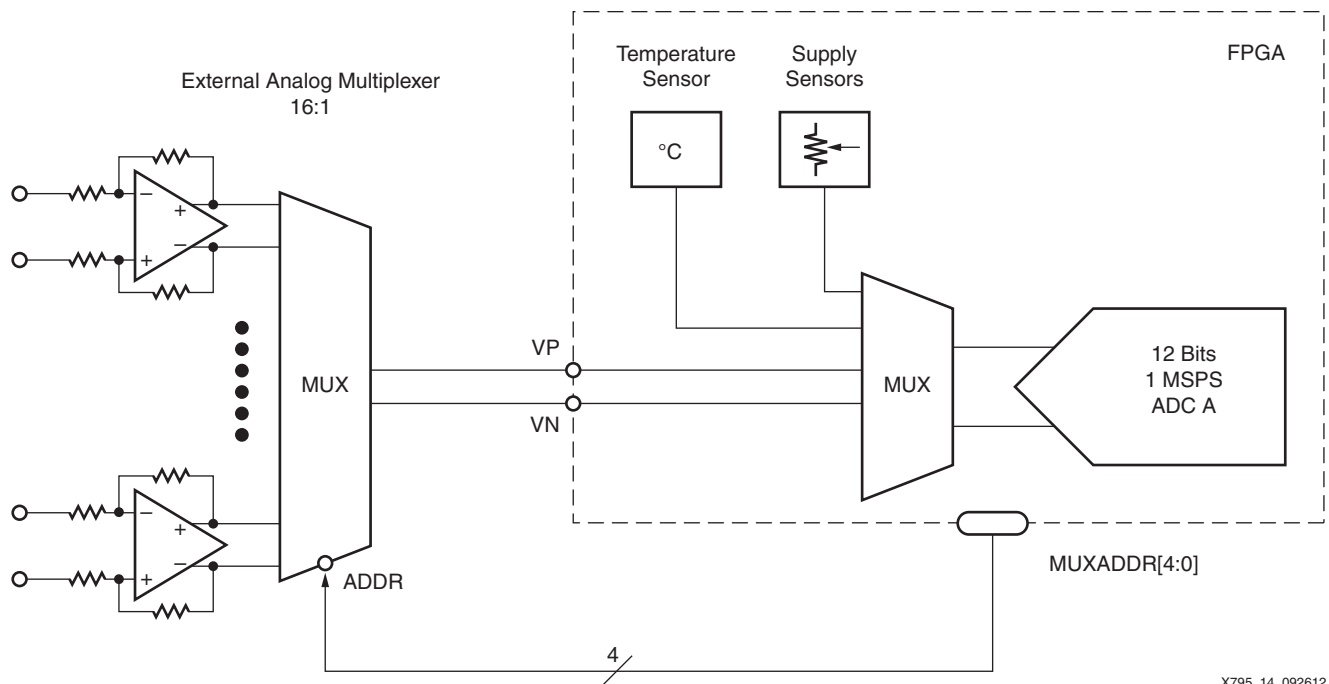 External Analog Multiplexer
16:1
Temperature
Sensor
Supply
Sensors
FPGA
°C
−
+
+
−
MUX
VP
VN
MUX
12 Bits
1 MSPS
ADC A
−
+
+
−
ADDR
MUXADDR[4:0]
4
X795_14_092612